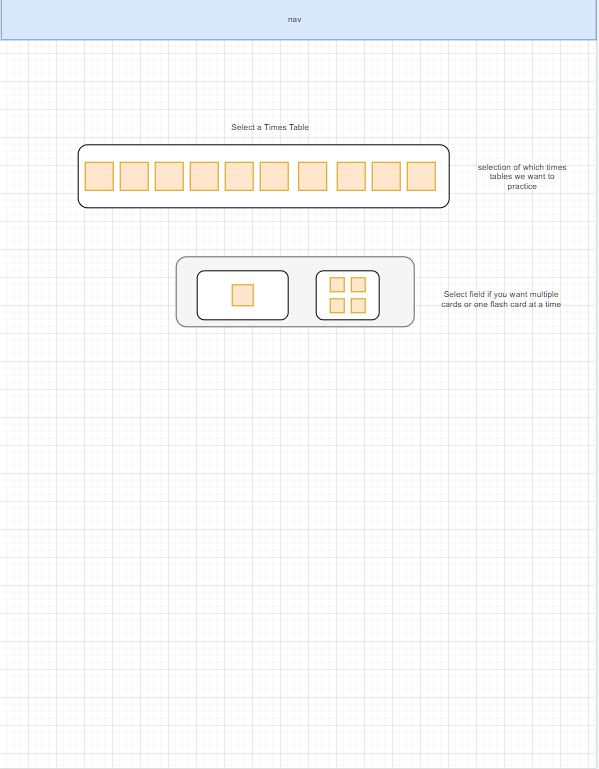 nav
Select a Times Table
selection of which times
tables we want to
practice
Select field if you want multiple
cards or one flash card at a time